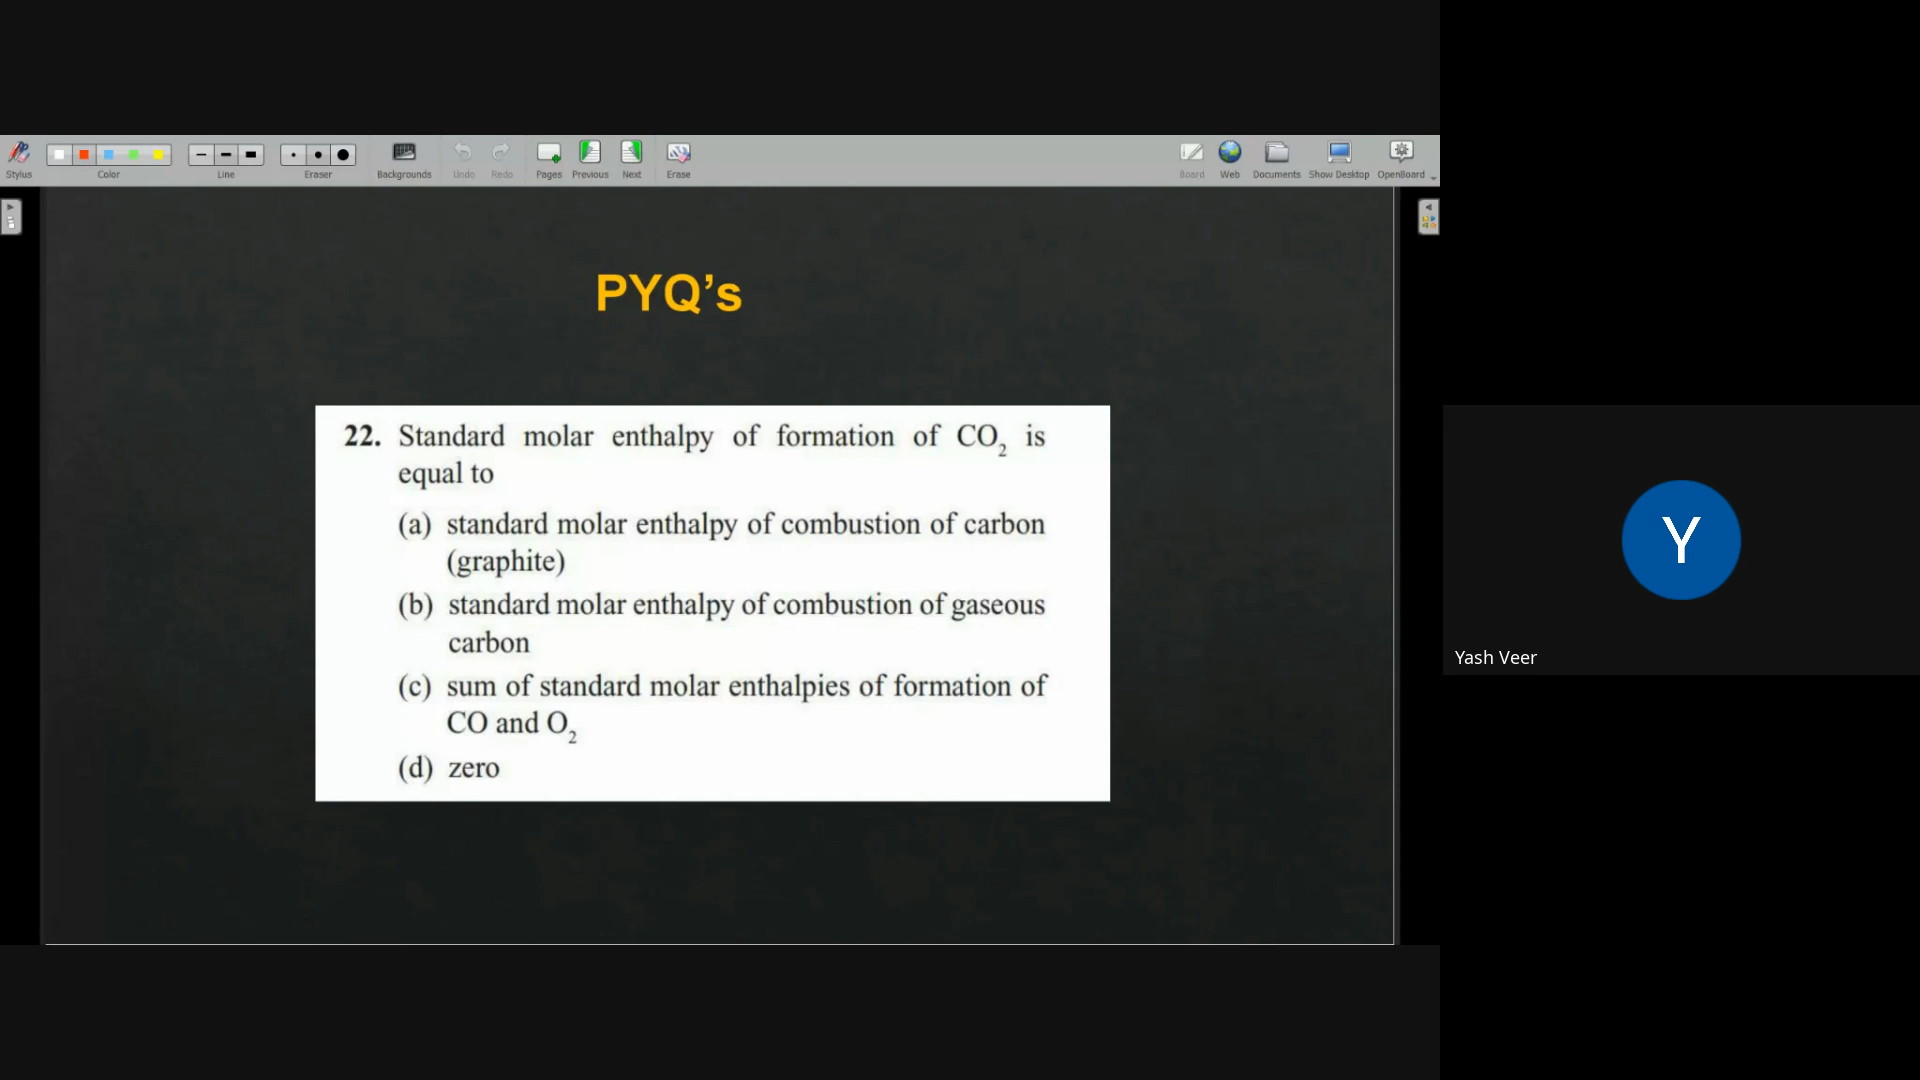 Stylus Color Line Eraser Backgrounds Undo Redo Pages Previous Next Erase Board Web Documents Show Desktop OpenBoard
PYQ’s
22. Standard molar enthalpy of formation of CO₂ is
equal to
(a) standard molar enthalpy of combustion of carbon
(graphite)
(b) standard molar enthalpy of combustion of gaseous
carbon
(c) sum of standard molar enthalpies of formation of
CO and O₂
(d) zero
Y
Yash Veer